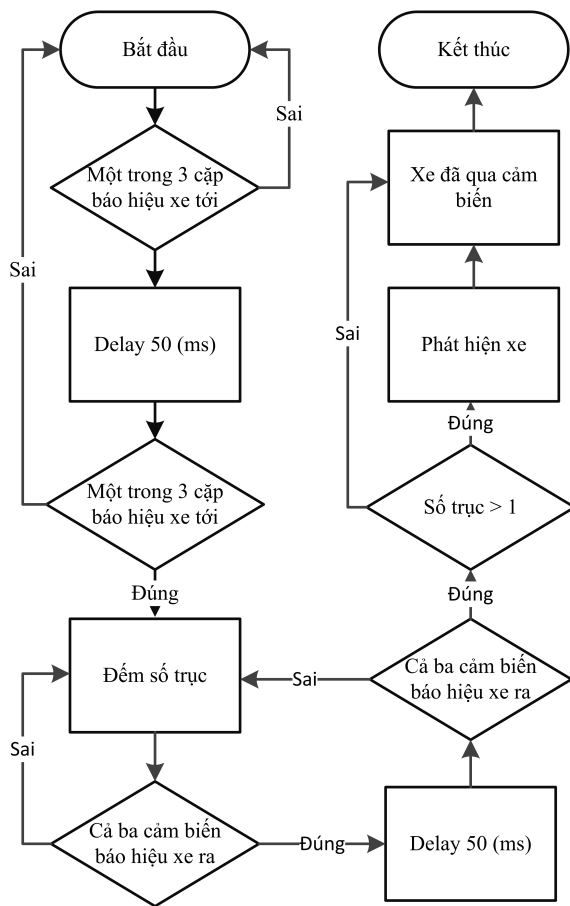 Bắt đầu
Sai
Một trong 3 cặp
báo hiệu xe tới
Sai
Delay 50 (ms)
Một trong 3 cặp
báo hiệu xe tới
Đúng
Đếm số trục
Sai
Cả ba cảm biến
báo hiệu xe ra
Đúng
Delay 50 (ms)
Cả ba cảm biến
báo hiệu xe ra
Sai
Đúng
Số trục > 1
Sai
Đúng
Phát hiện xe
Xe đã qua cảm
biến
Kết thúc